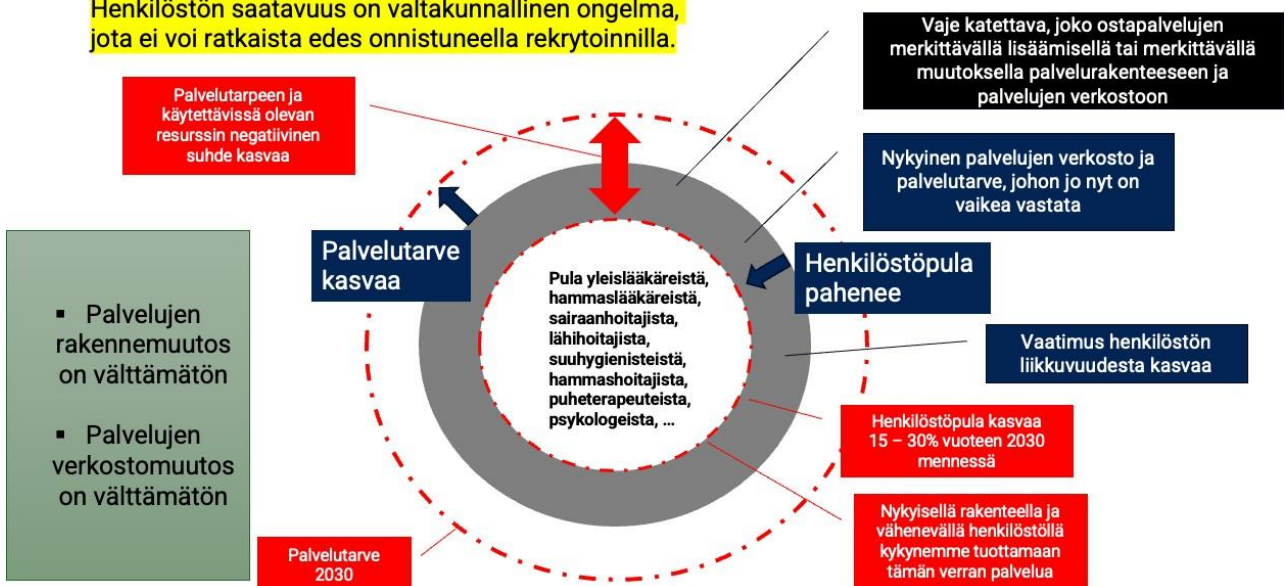 Henkilöstön saatavuus on valtakunnallinen ongelma,
jota ei voi ratkaista edes onnistuneella rekrytoinnilla.
Vaje katettava, joko ostapalvelujen
merkittävällä lisäämisellä tai merkittävällä
muutoksella palvelurakenteeseen ja
palvelujen verkostoon
Palvelutarpeen ja
käytettävissä olevan
resurssin negatiivinen
suhde kasvaa
Nykyinen palvelujen verkosto ja
palvelutarve, johon jo nyt on
vaikea vastata
Palvelutarve
kasvaa
Henkilöstöpula
pahenee
Pula yleislääkäreistä,
hammaslääkäreistä,
sairaanhoitajista,
lähihoitajista,
suuhygienisteistä,
hammashoitajista,
puheterapeuteista,
psykologeista, ...
▪ Palvelujen
rakennemuutos
on välttämätön
▪ Palvelujen
verkostomuutos
on välttämätön
Vaatimus henkilöstön
liikkuvuudesta kasvaa
Henkilöstöpula kasvaa
15 – 30% vuoteen 2030
mennessä
Nykyisellä rakenteella ja
vähenevällä henkilöstöllä
kykynemme tuottamaan
tämän verran palvelua
Palvelutarve
2030